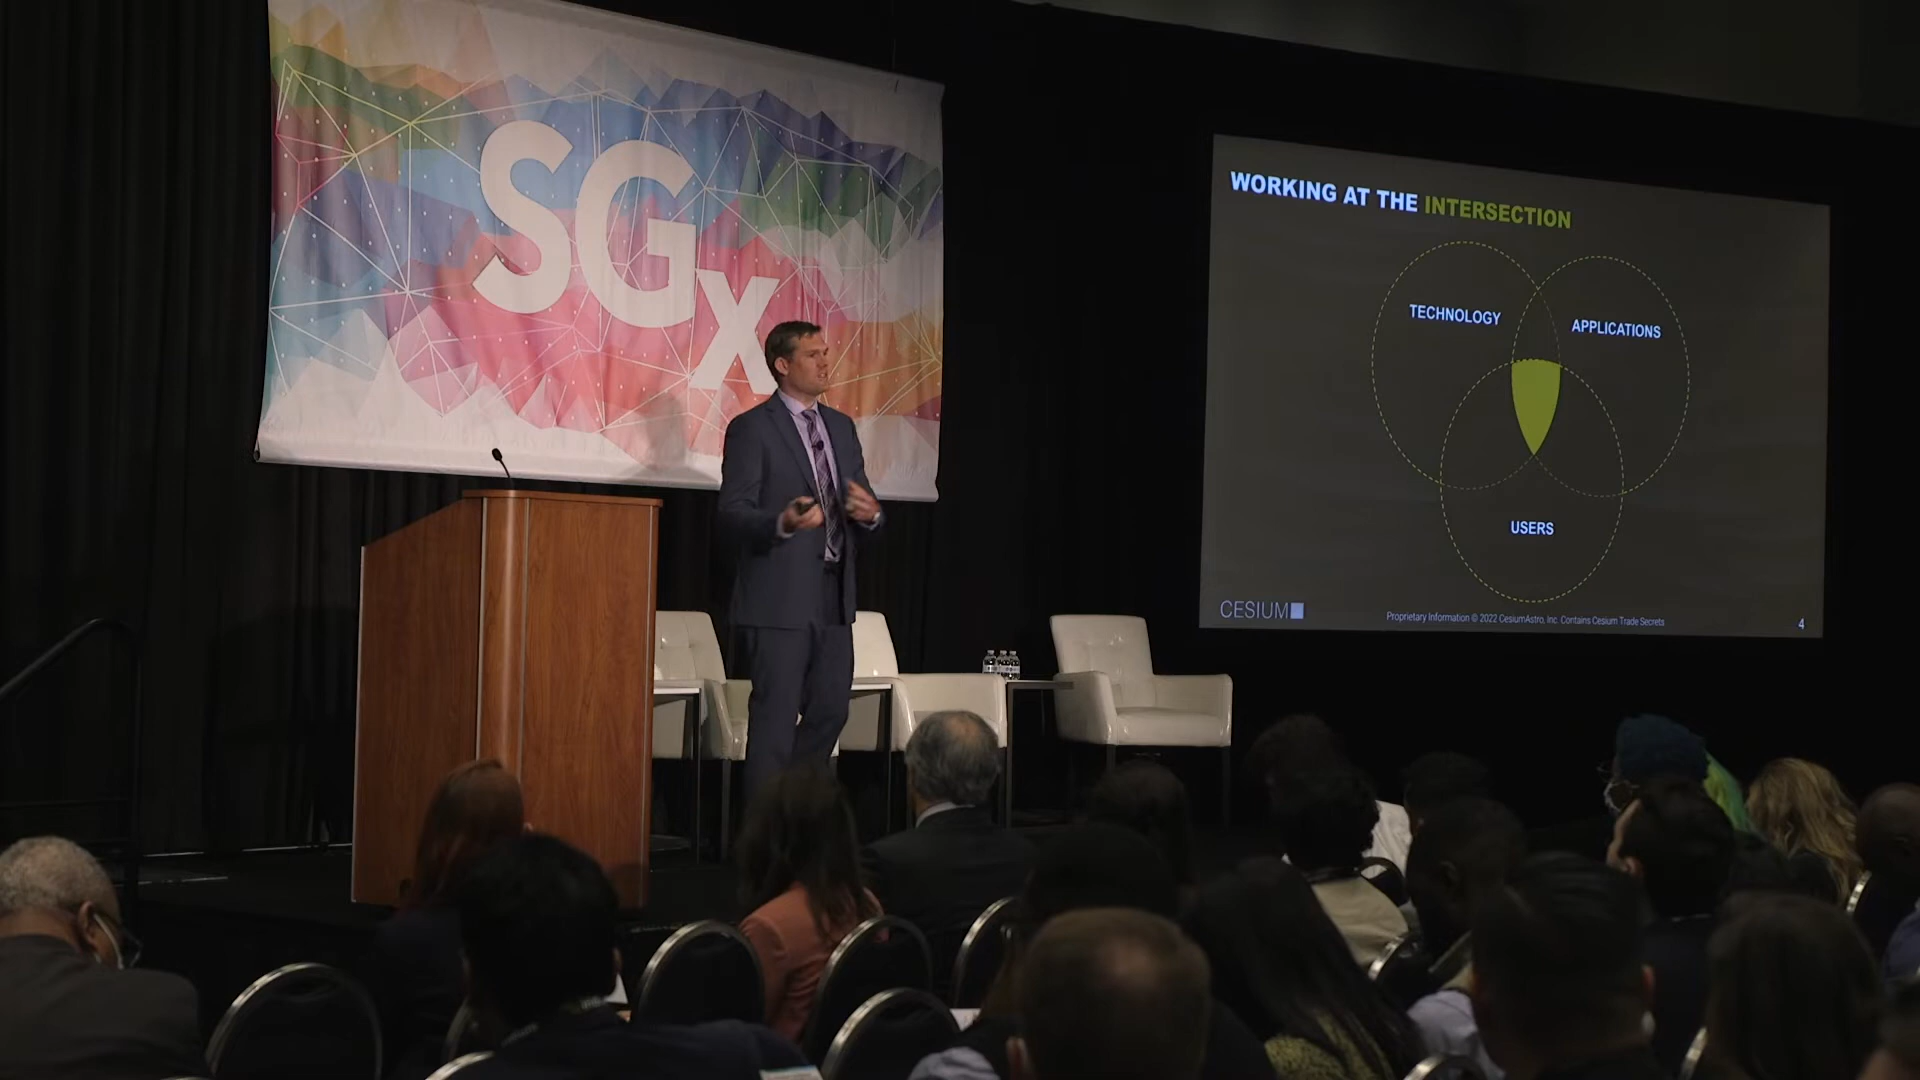 SGx
WORKING AT THE INTERSECTION
TECHNOLOGY
APPLICATIONS
USERS
CESIUM
Proprietary Information © 2022 CesiumAstro, Inc. Contains Cesium Trade Secrets
4